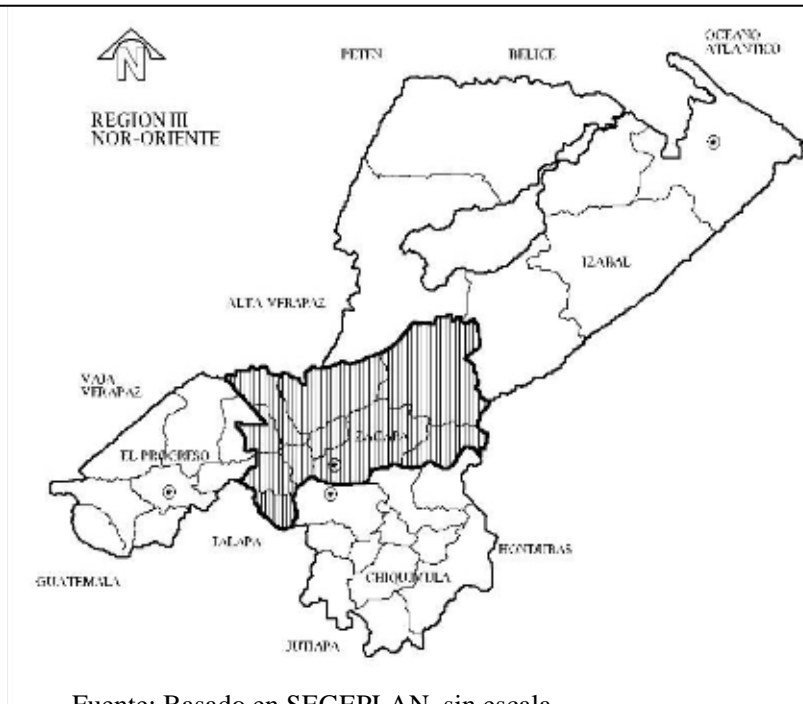 OCEANO
ATLANTICO
PETEN
BELICE
N
REGION III
NOR-ORIENTE
IZABAL
ALTA VERAPAZ
VAJA
VERAPAZ
ZACAPA
EL PROGRESO
JALAPA
HONDURAS
GUATEMALA
CHIQUIMULA
JUTIAPA
Fuente: Basado en SEGEPLAN, sin escala